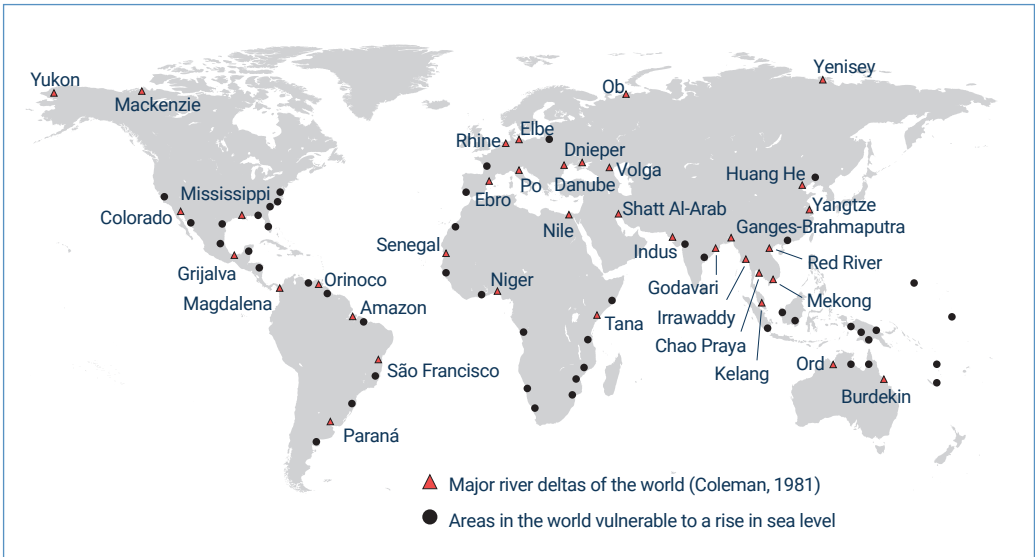 Yenisey
Yukon
Ob
Mackenzie
Elbe
Rhine
Dnieper
Volga
Huang He
Po
Danube
Mississippi
Ebro
Yangtze
Colorado
Shatt Al-Arab
Nile
Ganges-Brahmaputra
Senegal
Indus
Red River
Grijalva
Orinoco
Niger
Godavari
Magdalena
Mekong
Amazon
Irrawaddy
Tana
Chao Praya
Ord
São Francisco
Kelang
Burdekin
Paraná
Major river deltas of the world (Coleman, 1981)
Areas in the world vulnerable to a rise in sea level